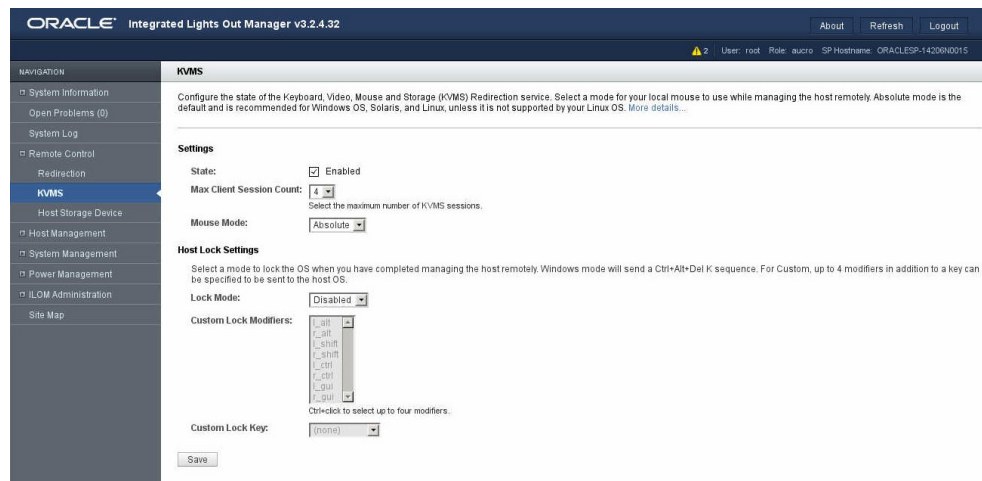 ORACLE® Integrated Lights Out Manager v3.2.4.32
About Refresh Logout
2 User: root Role: aucro SP Hostname: ORACLESP-14206N0015
NAVIGATION
System Information
Open Problems (0)
System Log
Remote Control
Redirection
KVMS
Host Storage Device
Host Management
System Management
Power Management
ILOM Administration
Site Map
KVMS
Configure the state of the Keyboard, Video, Mouse and Storage (KVMS) Redirection service. Select a mode for your local mouse to use while managing the host remotely. Absolute mode is the
default and is recommended for Windows OS, Solaris, and Linux, unless it is not supported by your Linux OS. More details...
Settings
State: Enabled
Max Client Session Count: 4
Select the maximum number of KVMS sessions.
Mouse Mode: Absolute
Host Lock Settings
Select a mode to lock the OS when you have completed managing the host remotely. Windows mode will send a Ctrl+Alt+Del K sequence. For Custom, up to 4 modifiers in addition to a key can
be specified to be sent to the host OS.
Lock Mode: Disabled
Custom Lock Modifiers: l_alt
r_alt
l_shift
r_shift
l_ctrl
r_ctrl
l_gui
r_gui
Ctrl+click to select up to four modifiers.
Custom Lock Key: (none)
Save